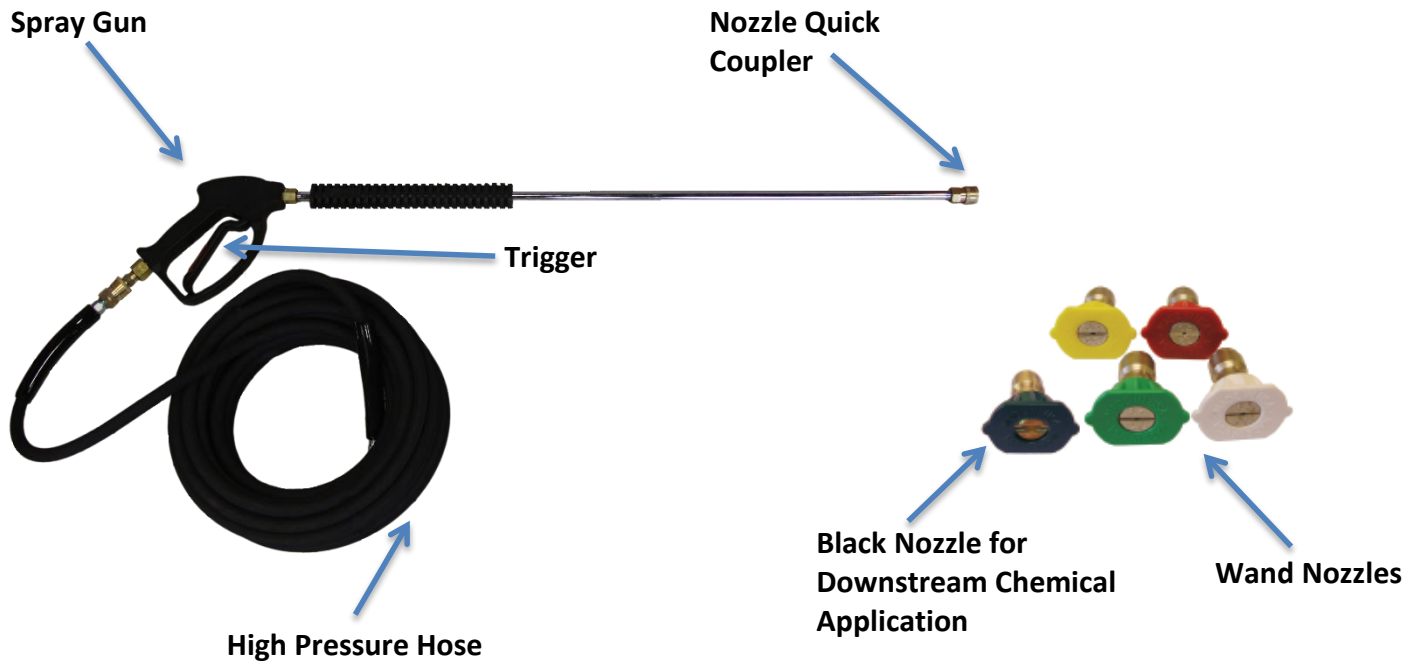 Spray Gun
Nozzle Quick
Coupler
Trigger
Black Nozzle for
Downstream Chemical
Application
Wand Nozzles
High Pressure Hose